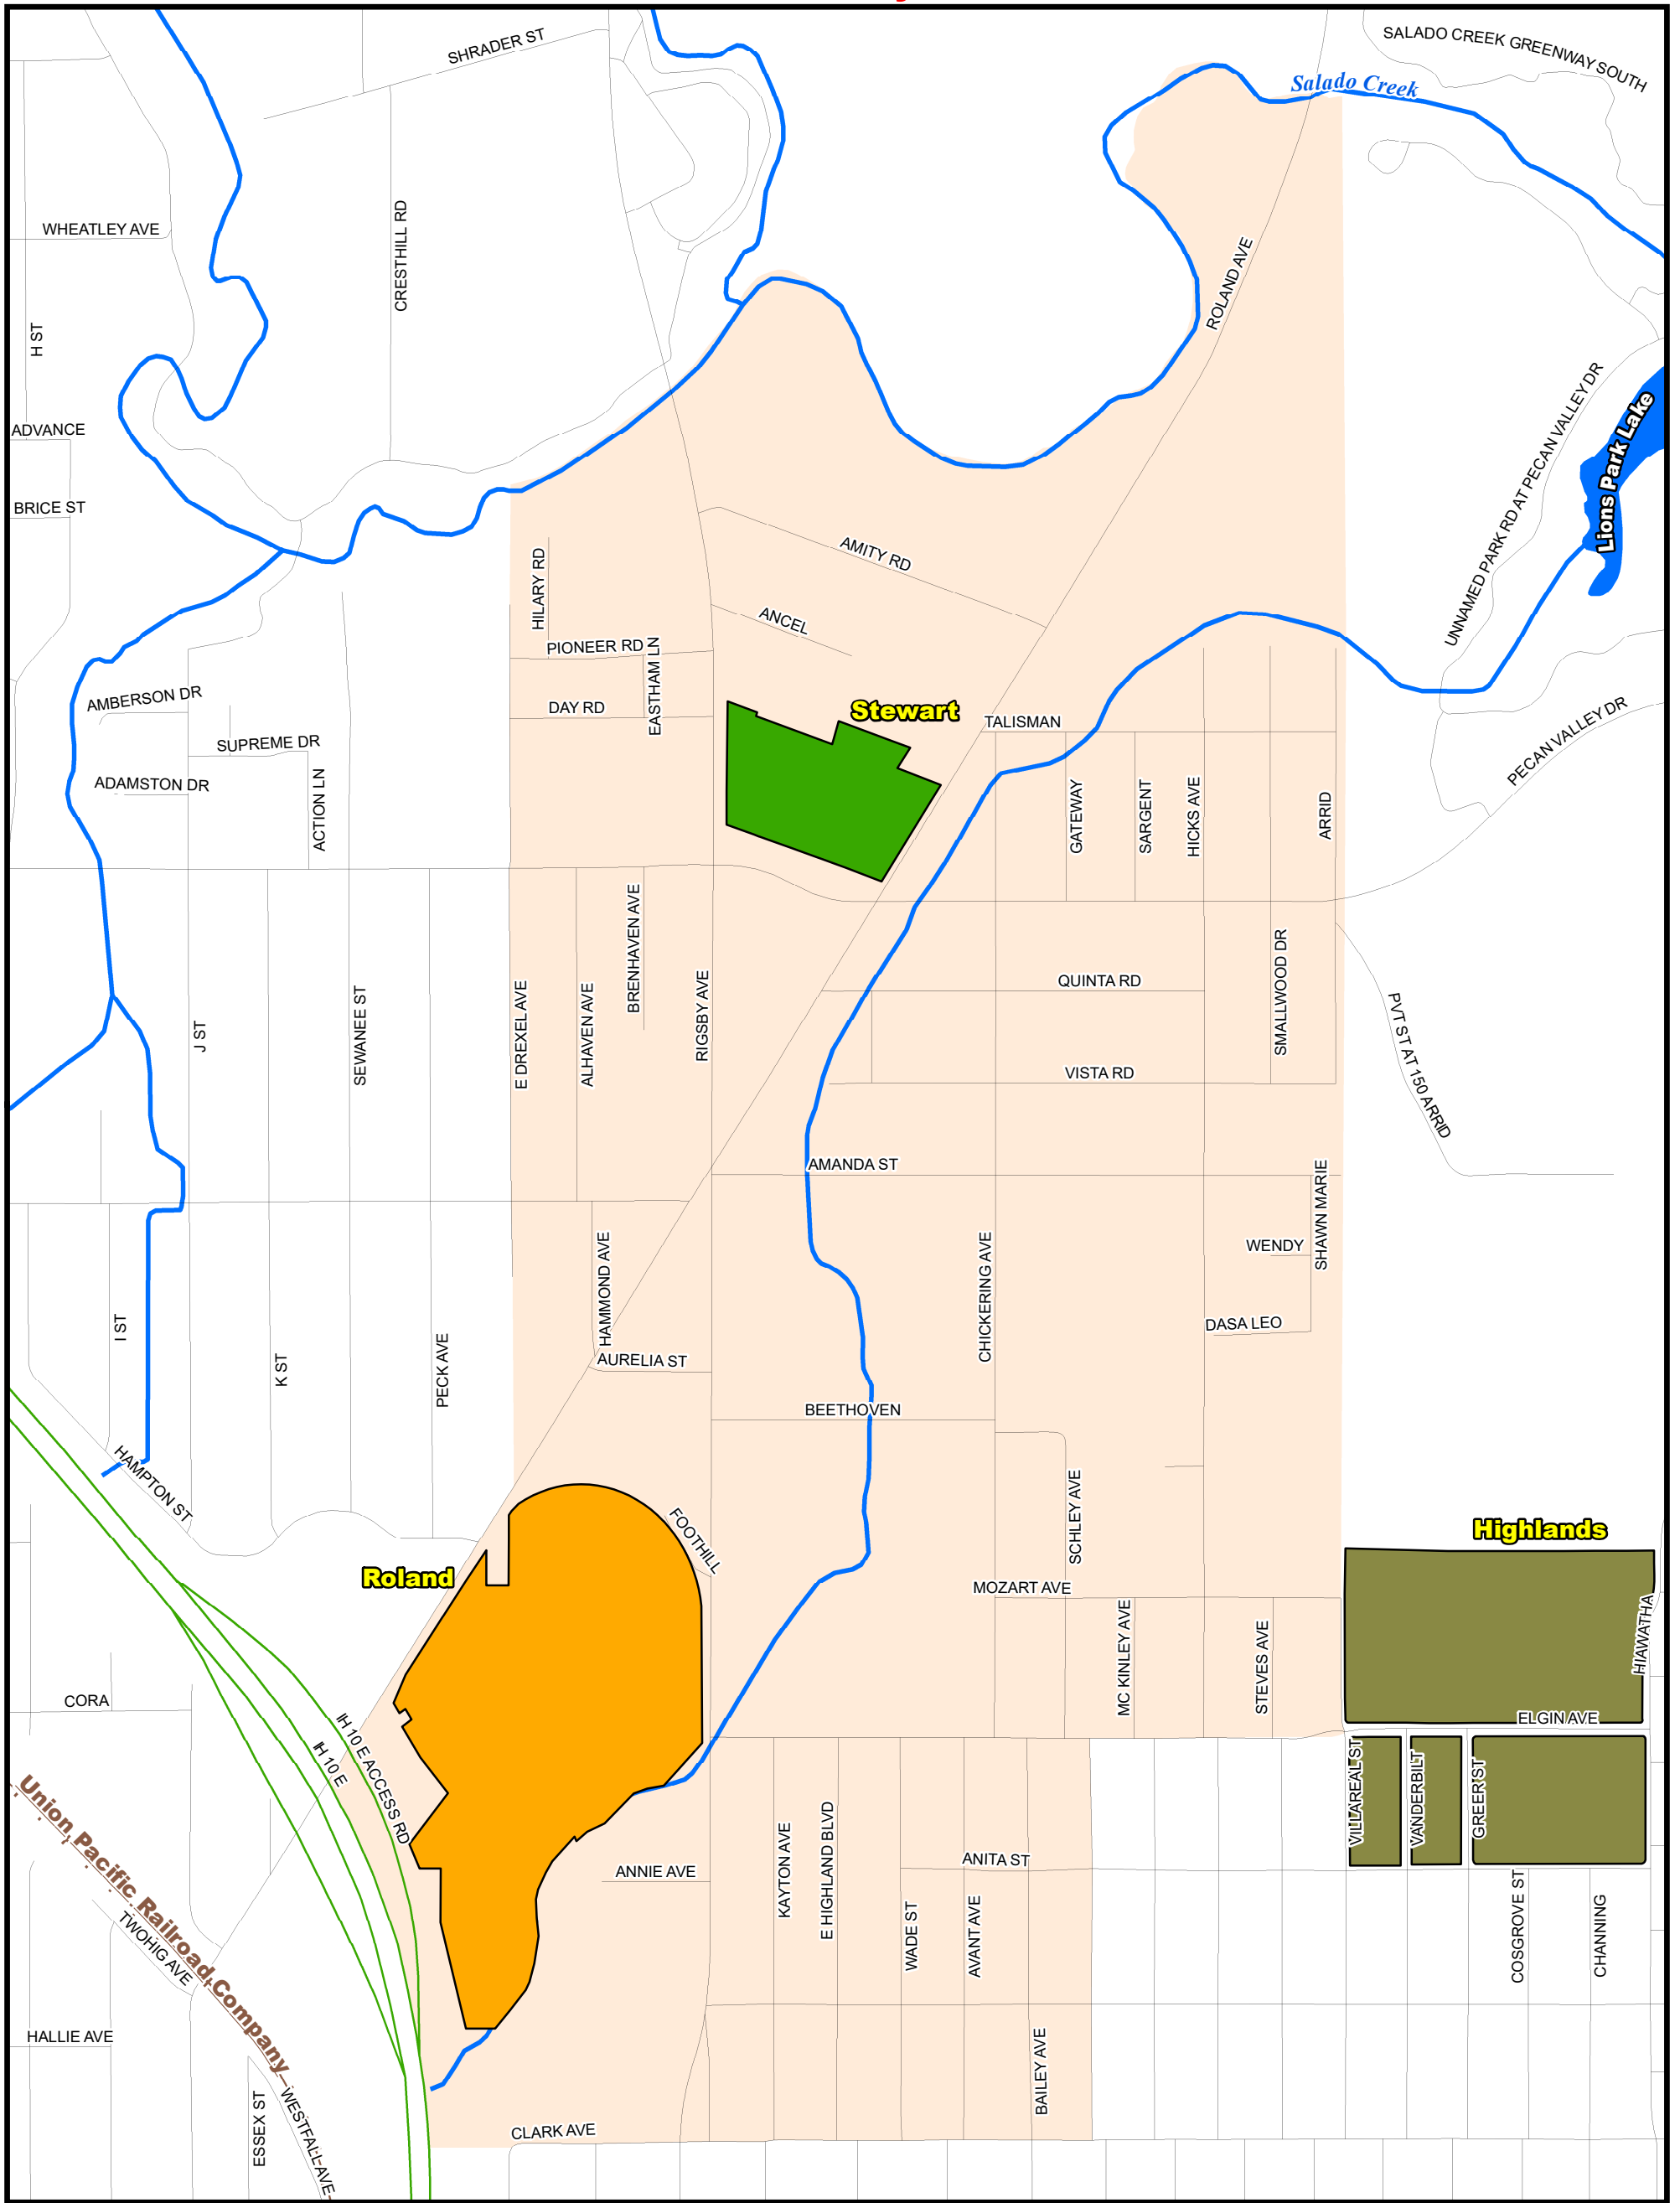 SHRADER ST
SALADO CREEK GREENWAY SOUTH
Salado Creek
WHEATLEY AVE
CRESTHILL RD
ROLAND AVE
H ST
ADVANCE
UNNAMED PARK RD AT PECAN VALLEY DR
Lions Park Lake
BRICE ST
HILARY RD
AMITY RD
ANCEL
PIONEER RD
EASTHAM LN
AMBERSON DR
DAY RD
Stewart
TALISMAN
PECAN VALLEY DR
SUPREME DR
ADAMSTON DR
ACTION LN
GATEWAY
SARGENT
HICKS AVE
ARRID
BRENHAVEN AVE
QUINTA RD
SMALLWOOD DR
J ST
SEWANEE ST
E DREXEL AVE
ALHAVEN AVE
RIGSBY AVE
VISTA RD
PVT ST AT 150 ARRID
AMANDA ST
SHAWN MARIE
WENDY
HAMMOND AVE
CHICKERING AVE
DASA LEO
I ST
K ST
PECK AVE
AURELIA ST
BEETHOVEN
HAMPTON ST
SCHLEY AVE
FOOTHILL
Highlands
Roland
MOZART AVE
MC KINLEY AVE
STEVES AVE
HIAWATHA
CORA
ELGIN AVE
IH 10 E ACCESS RD
IH 10 E
VILLAREAL ST
VANDERBILT
GREER ST
Union Pacific Railroad Company
KAYTON AVE
E HIGHLAND BLVD
ANITA ST
ANNIE AVE
WADE ST
AVANT AVE
COSGROVE ST
CHANNING
TWOHIG AVE
HALLIE AVE
BAILEY AVE
ESSEX ST
WESTFALL AVE
CLARK AVE